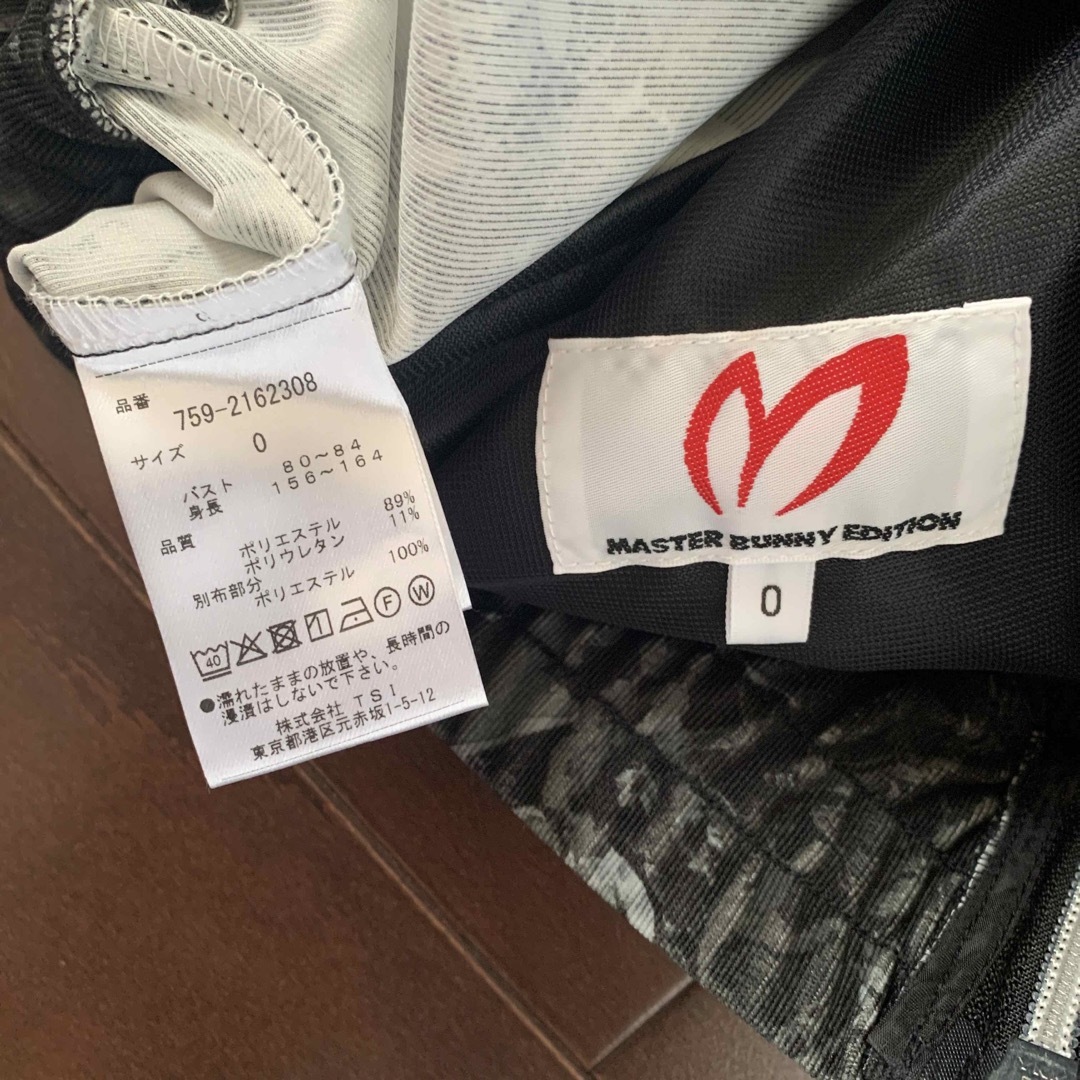 品番 759-2162308
サイズ 0
バスト 80～84
身長 156～164
品質 ポリエステル 89%
ポリウレタン 11%
別布部分
ポリエステル 100%
40 F W
●濡れたままの放置や、長時間の
浸漬はしないで下さい。
株式会社 TSI
東京都港区元赤坂1-5-12
MASTER BUNNY EDITION
0